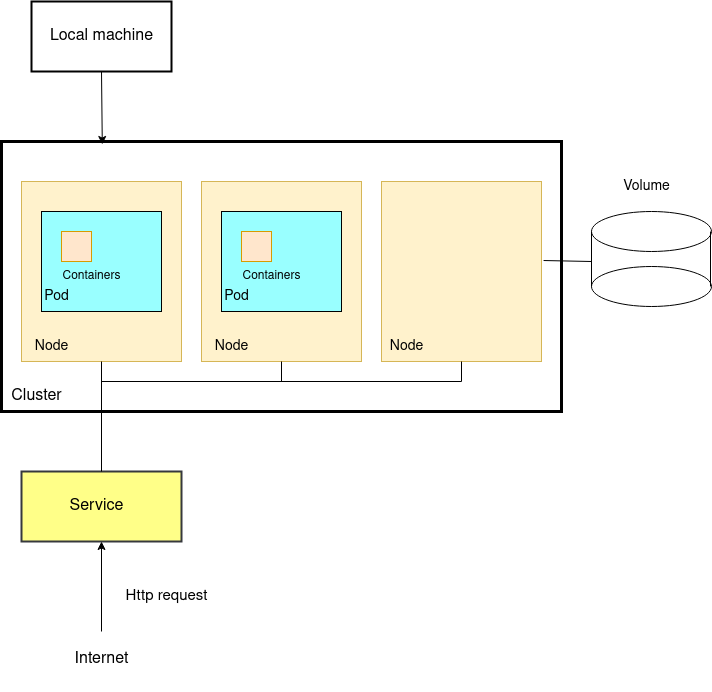 Local machine
Volume
Containers
Pod
Containers
Pod
Node
Node
Node
Cluster
Service
Http request
Internet